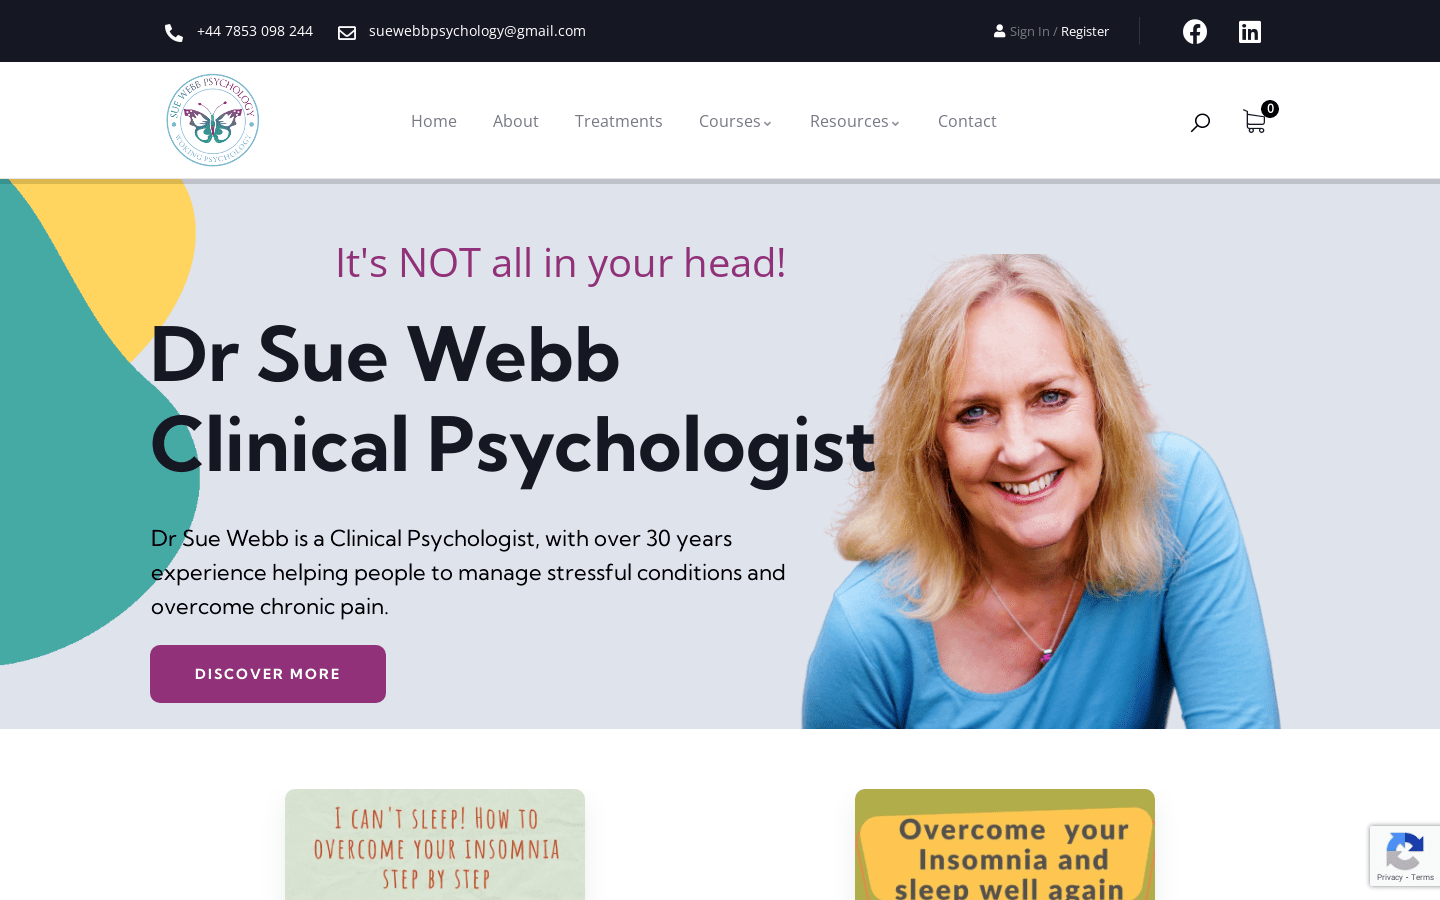 +44 7853 098 244
suewebbpsychology@gmail.com
Sign In / Register
SUE WEBB PSYCHOLOGY
WOKING PSYCHOLOGY
Home
About
Treatments
Courses
Resources
Contact
0
It's NOT all in your head!
Dr Sue Webb
Clinical Psychologist
Dr Sue Webb is a Clinical Psychologist, with over 30 years
experience helping people to manage stressful conditions and
overcome chronic pain.
DISCOVER MORE
I CAN'T SLEEP! HOW TO
OVERCOME YOUR INSOMNIA
STEP BY STEP
Overcome your
Insomnia and
sleep well again
Privacy - Terms